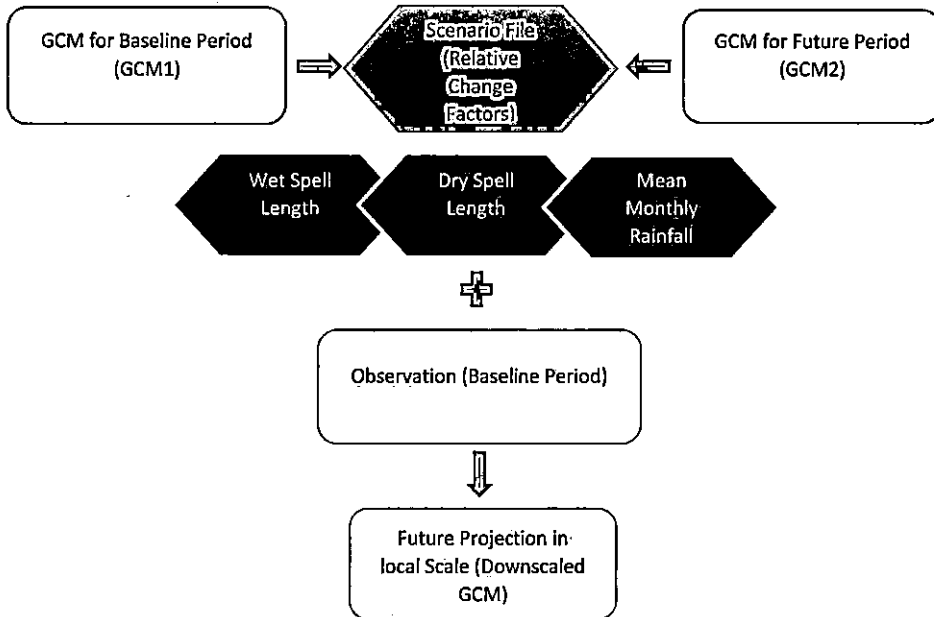 GCM for Baseline Period
(GCM1)
Scenario File
(Relative
Change
Factors)
GCM for Future Period
(GCM2)
Wet Spell
Length
Dry Spell
Length
Mean
Monthly
Rainfall
Observation (Baseline Period)
Future Projection in
local Scale (Downscaled
GCM)